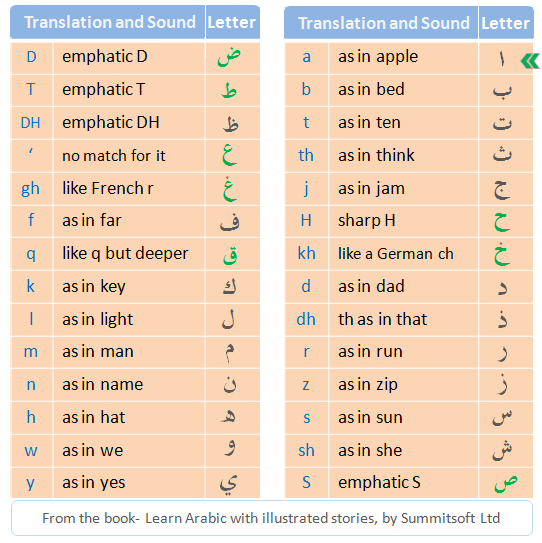 Translation and Sound Letter
D emphatic D ض
T emphatic T ط
DH emphatic DH ظ
‘ no match for it ع
gh like French r غ
f as in far ف
q like q but deeper ق
k as in key ك
l as in light ل
m as in man م
n as in name ن
h as in hat ه
w as in we و
y as in yes ي
Translation and Sound Letter
a as in apple ا
b as in bed ب
t as in ten ت
th as in think ث
j as in jam ج
H sharp H ح
kh like a German ch خ
d as in dad د
dh th as in that ذ
r as in run ر
z as in zip ز
s as in sun س
sh as in she ش
S emphatic S ص
From the book- Learn Arabic with illustrated stories, by Summitsoft Ltd